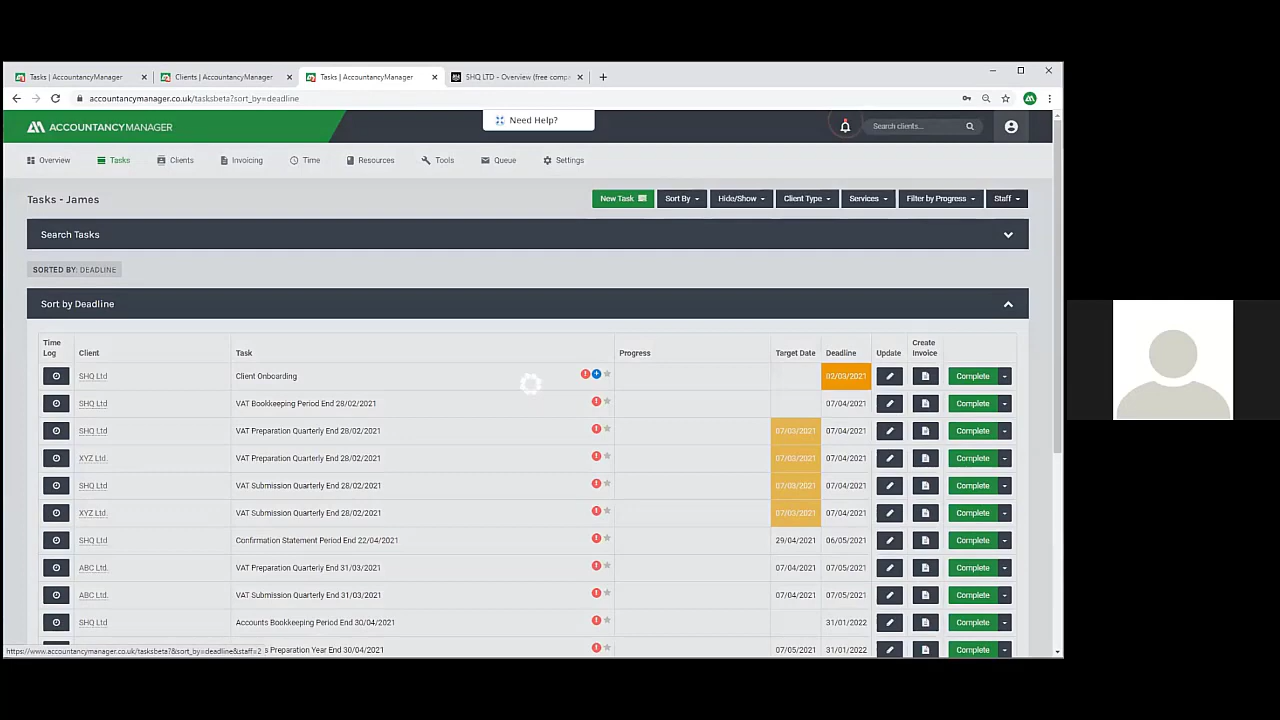 Tasks | AccountancyManager
Clients | AccountancyManager
Tasks | AccountancyManager
SHQ LTD - Overview (free comp
accountancymanager.co.uk/tasksbeta?sort_by=deadline
ACCOUNTANCYMANAGER
Need Help?
Search clients...
Overview Tasks Clients Invoicing Time Resources Tools Queue Settings
Tasks - James
New Task Sort By Hide/Show Client Type Services Filter by Progress Staff
Search Tasks
SORTED BY: DEADLINE
Sort by Deadline
Time Log Client Task Progress Target Date Deadline Update Create Invoice
SHQ Ltd Client Onboarding 02/03/2021 Complete
SHQ Ltd VAT Bookkeeping Period End 28/02/2021 07/04/2021 Complete
SHQ Ltd VAT Preparation Quarterly End 28/02/2021 07/03/2021 07/04/2021 Complete
XYZ Ltd. VAT Preparation Quarterly End 28/02/2021 07/03/2021 07/04/2021 Complete
SHQ Ltd VAT Submission Quarterly End 28/02/2021 07/03/2021 07/04/2021 Complete
XYZ Ltd. VAT Submission Quarterly End 28/02/2021 07/03/2021 07/04/2021 Complete
SHQ Ltd Confirmation Statement Period End 22/04/2021 29/04/2021 06/05/2021 Complete
ABC Ltd. VAT Preparation Quarterly End 31/03/2021 07/04/2021 07/05/2021 Complete
ABC Ltd. VAT Submission Quarterly End 31/03/2021 07/04/2021 07/05/2021 Complete
SHQ Ltd Accounts Bookkeeping Period End 30/04/2021 31/01/2022 Complete
s Preparation Year End 30/04/2021 07/05/2021 31/01/2022 Complete
https://www.accountancymanager.co.uk/tasksbeta?&sort_by=deadline&staff=2